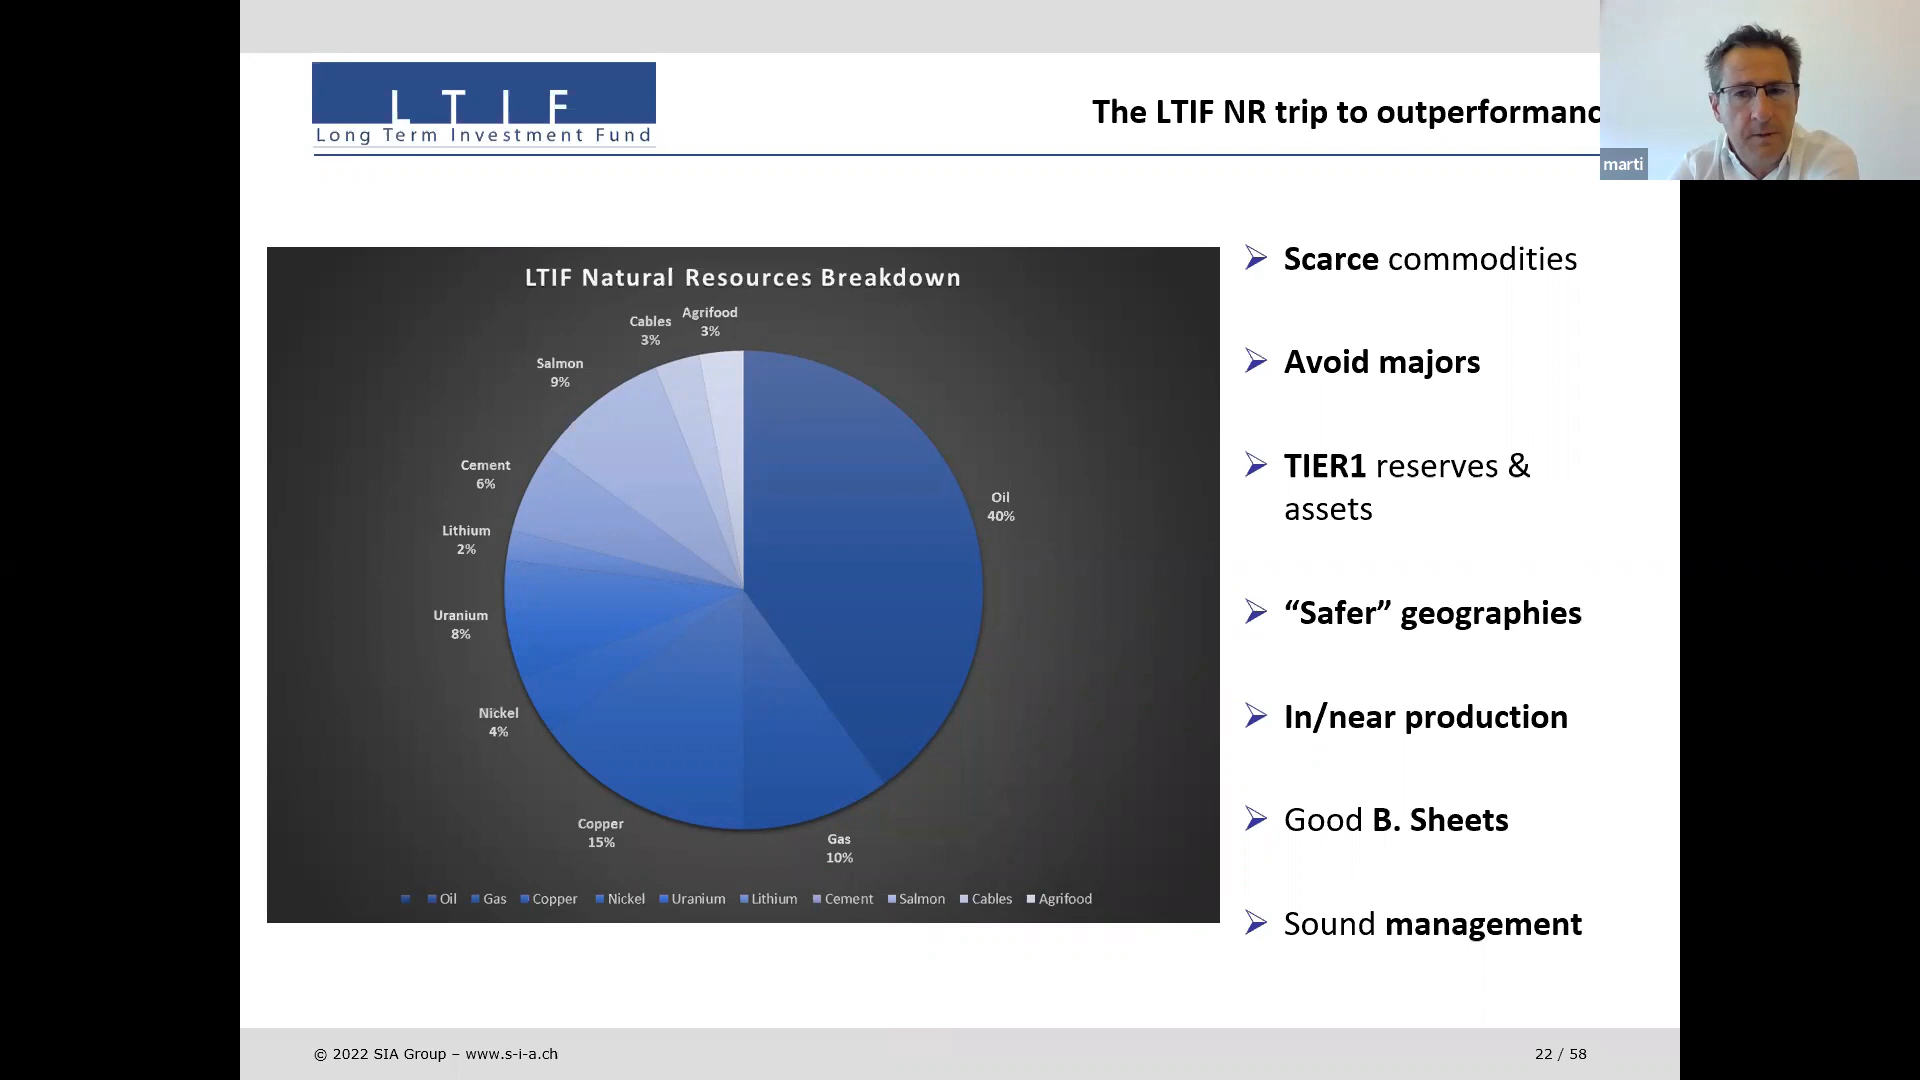 L T I F
Long Term Investment Fund
The LTIF NR trip to outperformanc
marti
LTIF Natural Resources Breakdown
Agrifood
3%
Cables
3%
Salmon
9%
Cement
6%
Lithium
2%
Uranium
8%
Nickel
4%
Copper
15%
Gas
10%
Oil
40%
Oil Gas Copper Nickel Uranium Lithium Cement Salmon Cables Agrifood
Scarce commodities
Avoid majors
TIER1 reserves &
assets
“Safer” geographies
In/near production
Good B. Sheets
Sound management
© 2022 SIA Group – www.s-i-a.ch
22 / 58